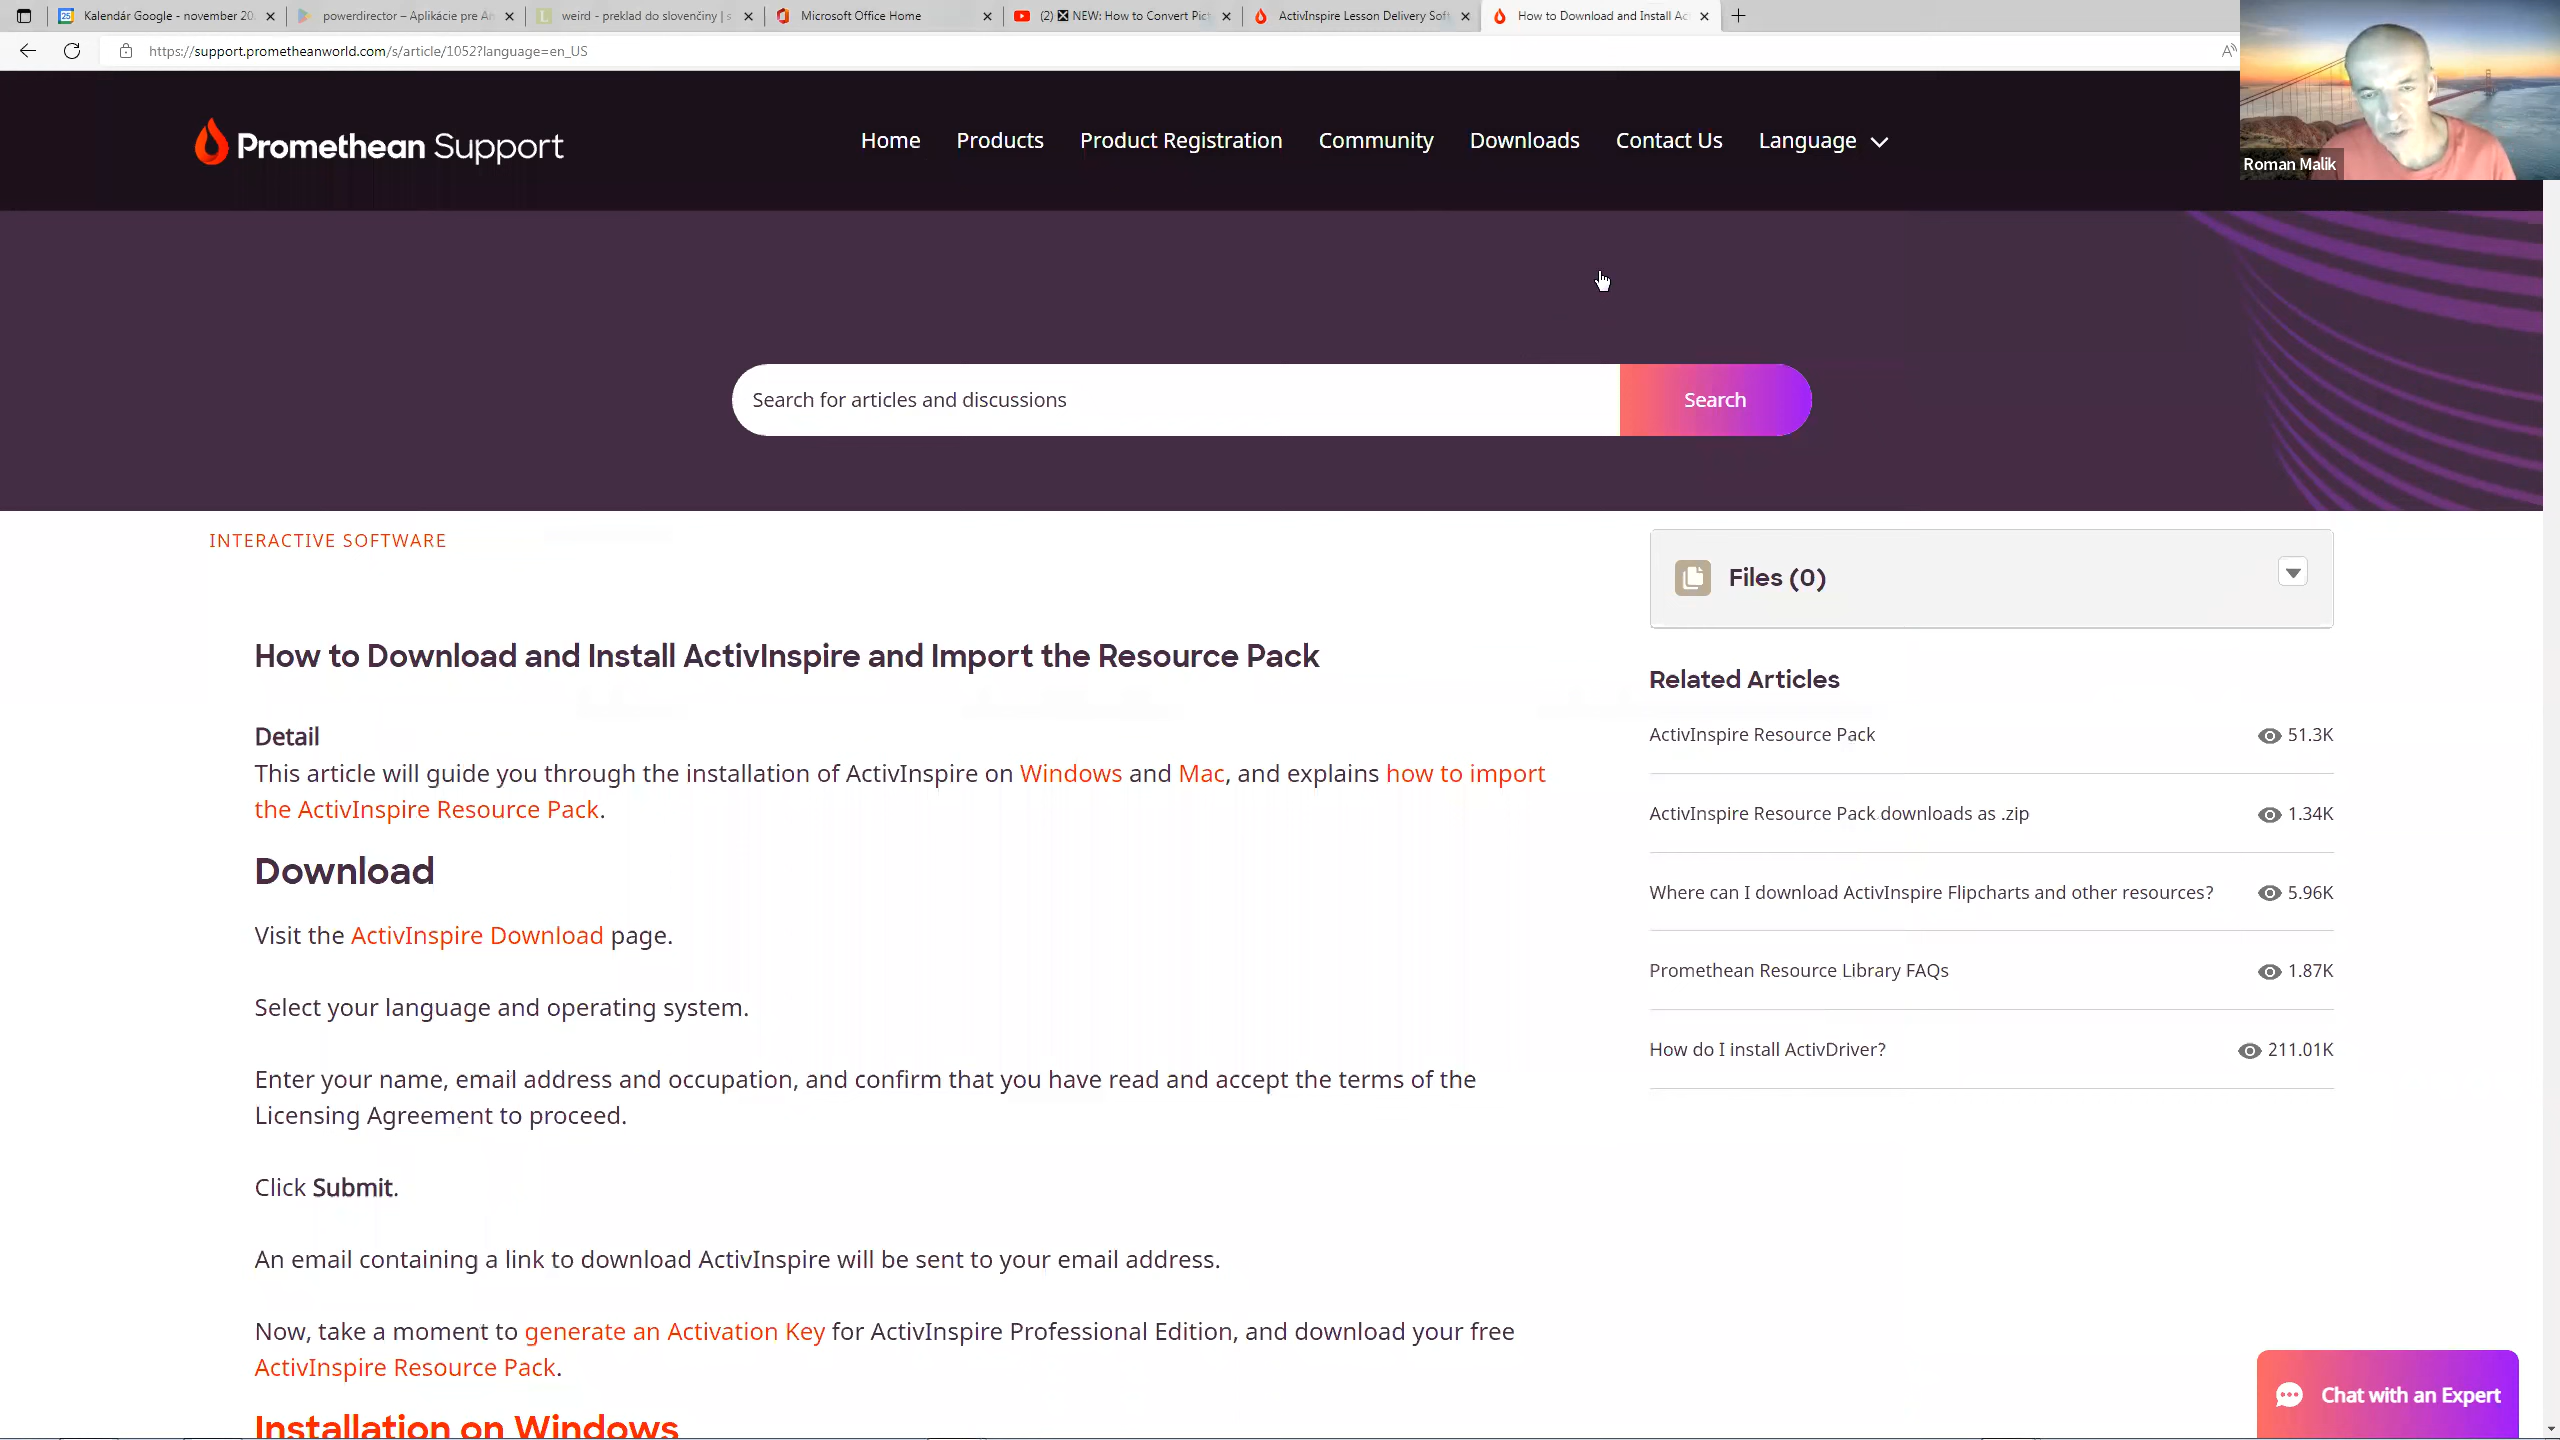 Kalendár Google - november 20
powerdirector – Aplikácie pre An
weird - preklad do slovenčiny | s
Microsoft Office Home
(2) NEW: How to Convert Pict
ActivInspire Lesson Delivery Soft
How to Download and Install Act
https://support.prometheanworld.com/s/article/1052?language=en_US
Roman Malik
Promethean Support
Home
Products
Product Registration
Community
Downloads
Contact Us
Language
Search for articles and discussions
Search
INTERACTIVE SOFTWARE
How to Download and Install ActivInspire and Import the Resource Pack
Detail
This article will guide you through the installation of ActivInspire on Windows and Mac, and explains how to import
the ActivInspire Resource Pack.
Download
Visit the ActivInspire Download page.
Select your language and operating system.
Enter your name, email address and occupation, and confirm that you have read and accept the terms of the
Licensing Agreement to proceed.
Click Submit.
An email containing a link to download ActivInspire will be sent to your email address.
Now, take a moment to generate an Activation Key for ActivInspire Professional Edition, and download your free
ActivInspire Resource Pack.
Installation on Windows
Files (0)
Related Articles
ActivInspire Resource Pack 51.3K
ActivInspire Resource Pack downloads as .zip 1.34K
Where can I download ActivInspire Flipcharts and other resources? 5.96K
Promethean Resource Library FAQs 1.87K
How do I install ActivDriver? 211.01K
Chat with an Expert